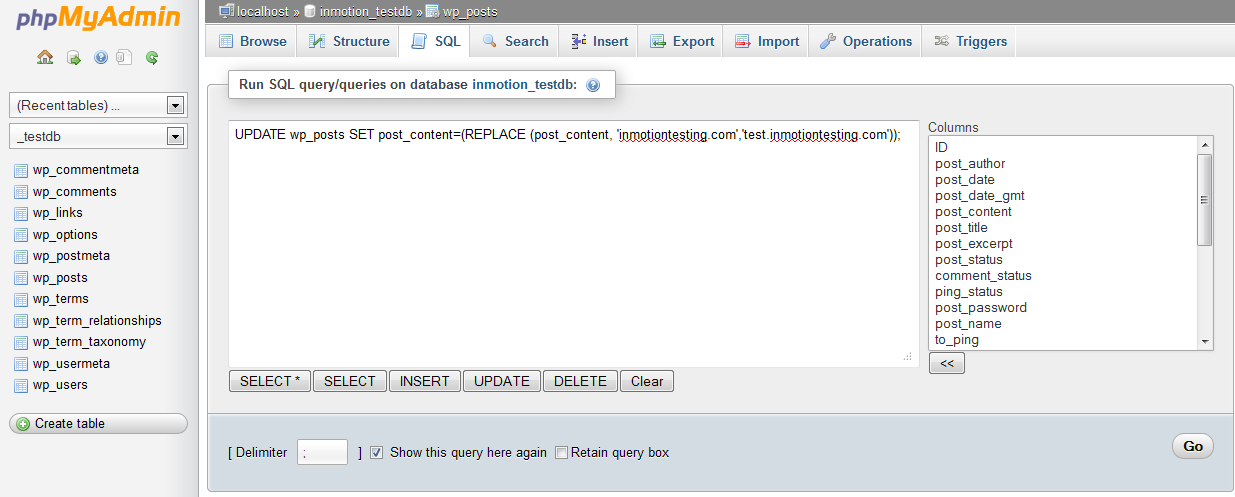 phpMyAdmin
(Recent tables) ...
_testdb
wp_commentmeta
wp_comments
wp_links
wp_options
wp_postmeta
wp_posts
wp_terms
wp_term_relationships
wp_term_taxonomy
wp_usermeta
wp_users
Create table
localhost » inmotion_testdb » wp_posts
Browse Structure SQL Search Insert Export Import Operations Triggers
Run SQL query/queries on database inmotion_testdb:
UPDATE wp_posts SET post_content=(REPLACE (post_content, 'inmotiontesting.com','test.inmotiontesting.com'));
Columns
ID
post_author
post_date
post_date_gmt
post_content
post_title
post_excerpt
post_status
comment_status
ping_status
post_password
post_name
to_ping
<<
SELECT * SELECT INSERT UPDATE DELETE Clear
[ Delimiter ; ] Show this query here again Retain query box
Go